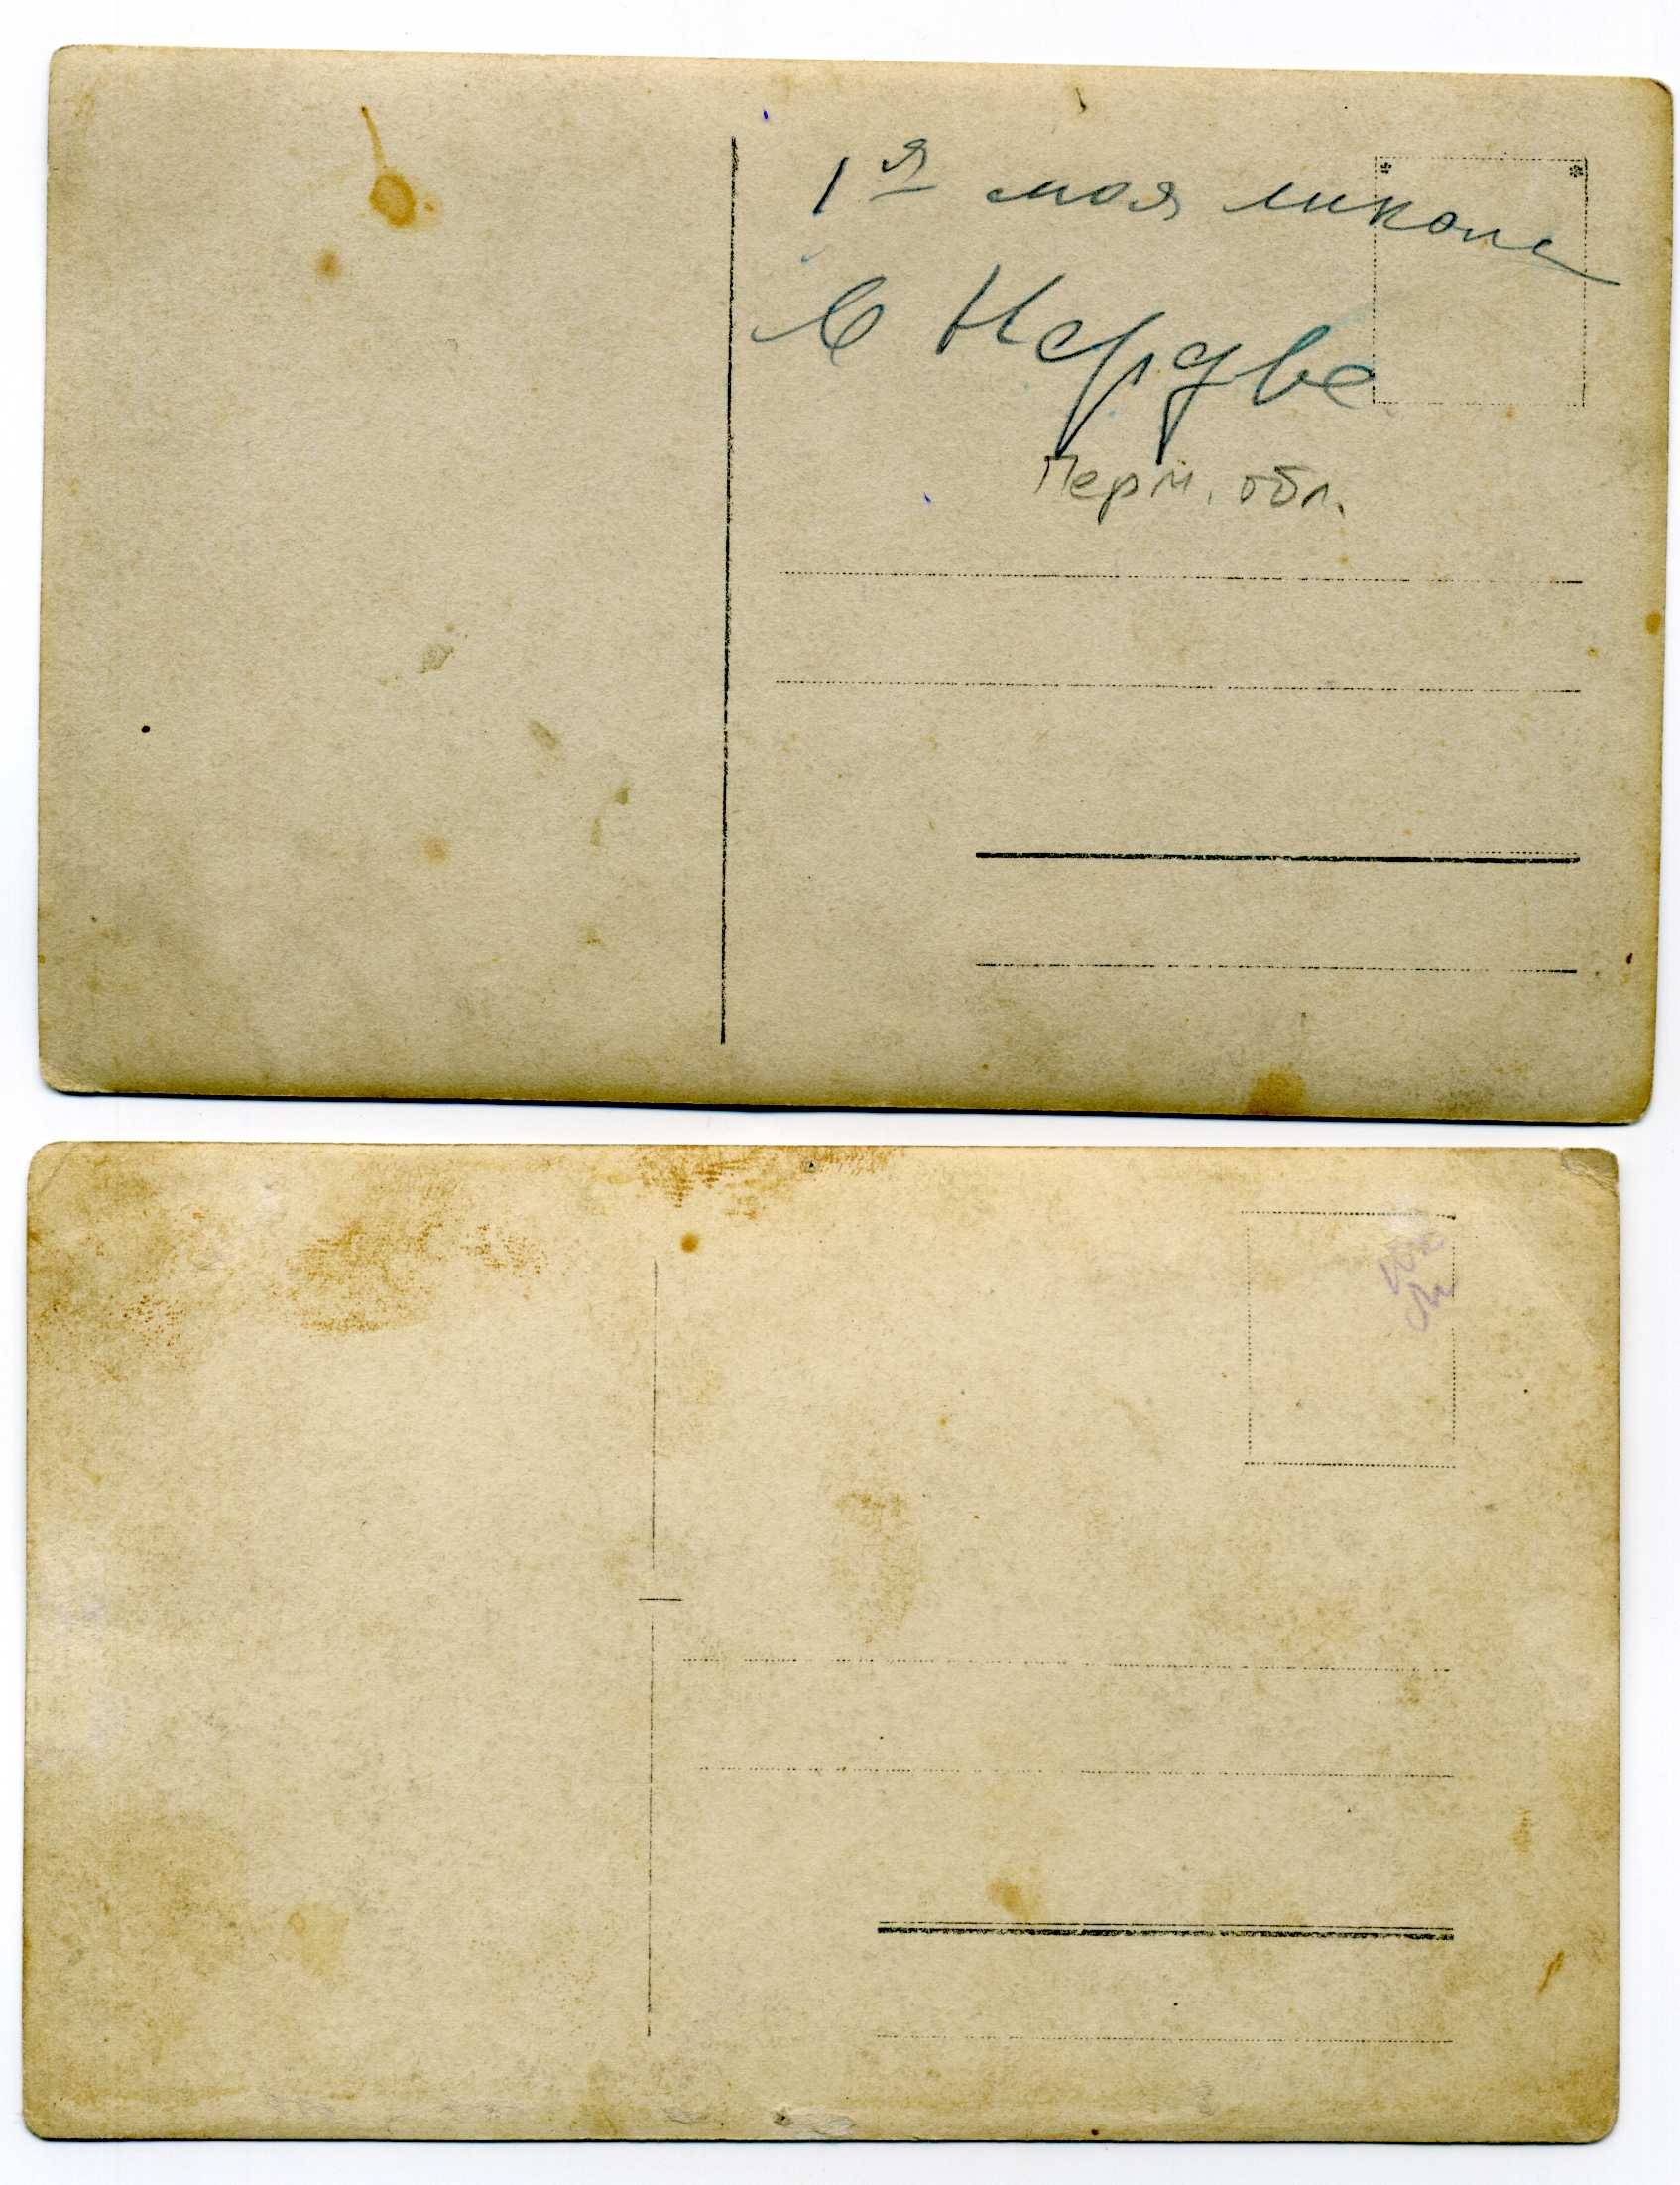 1я моя школа
в Нердве
Перм. обл.